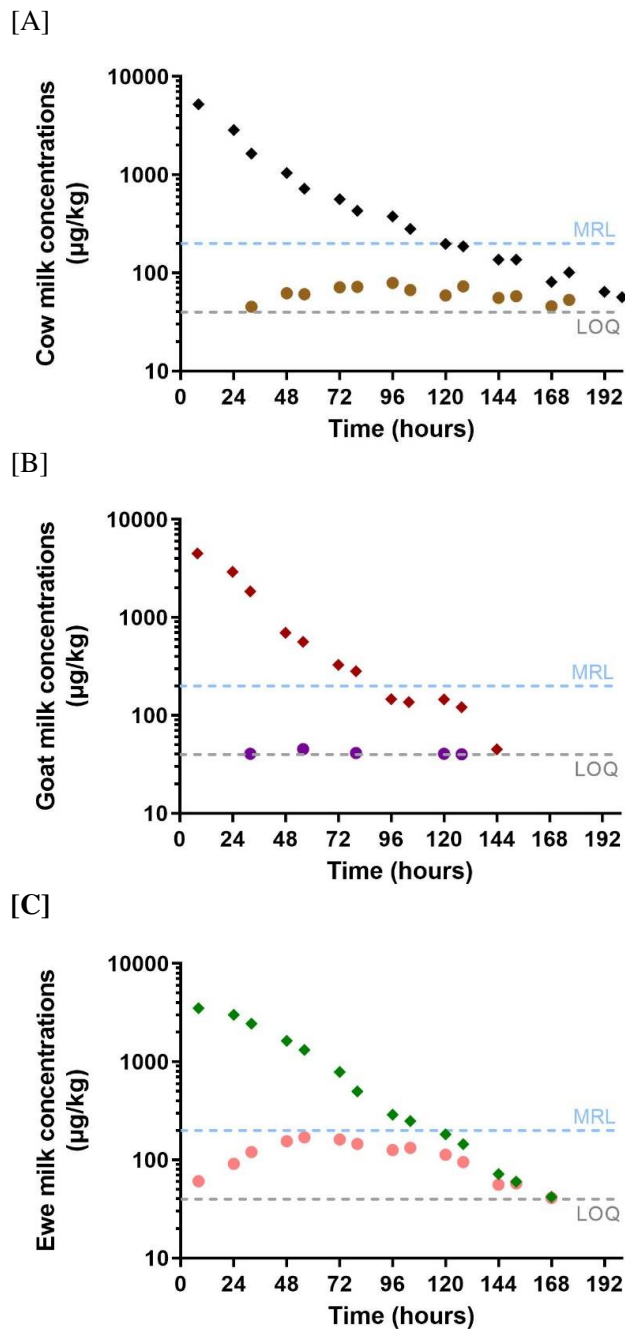 [A]
Cow milk concentrations
(µg/kg)
10000
1000
100
10
MRL
LOQ
0 24 48 72 96 120 144 168 192
Time (hours)
[B]
Goat milk concentrations
(µg/kg)
10000
1000
100
10
MRL
LOQ
0 24 48 72 96 120 144 168 192
Time (hours)
[C]
Ewe milk concentrations
(µg/kg)
10000
1000
100
10
MRL
LOQ
0 24 48 72 96 120 144 168 192
Time (hours)